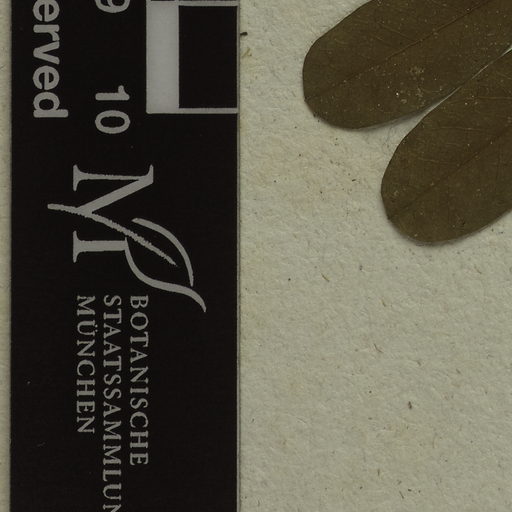 erved
9 10
M
BOTANISCHE
STAATSSAMMLUN
MÜNCHEN